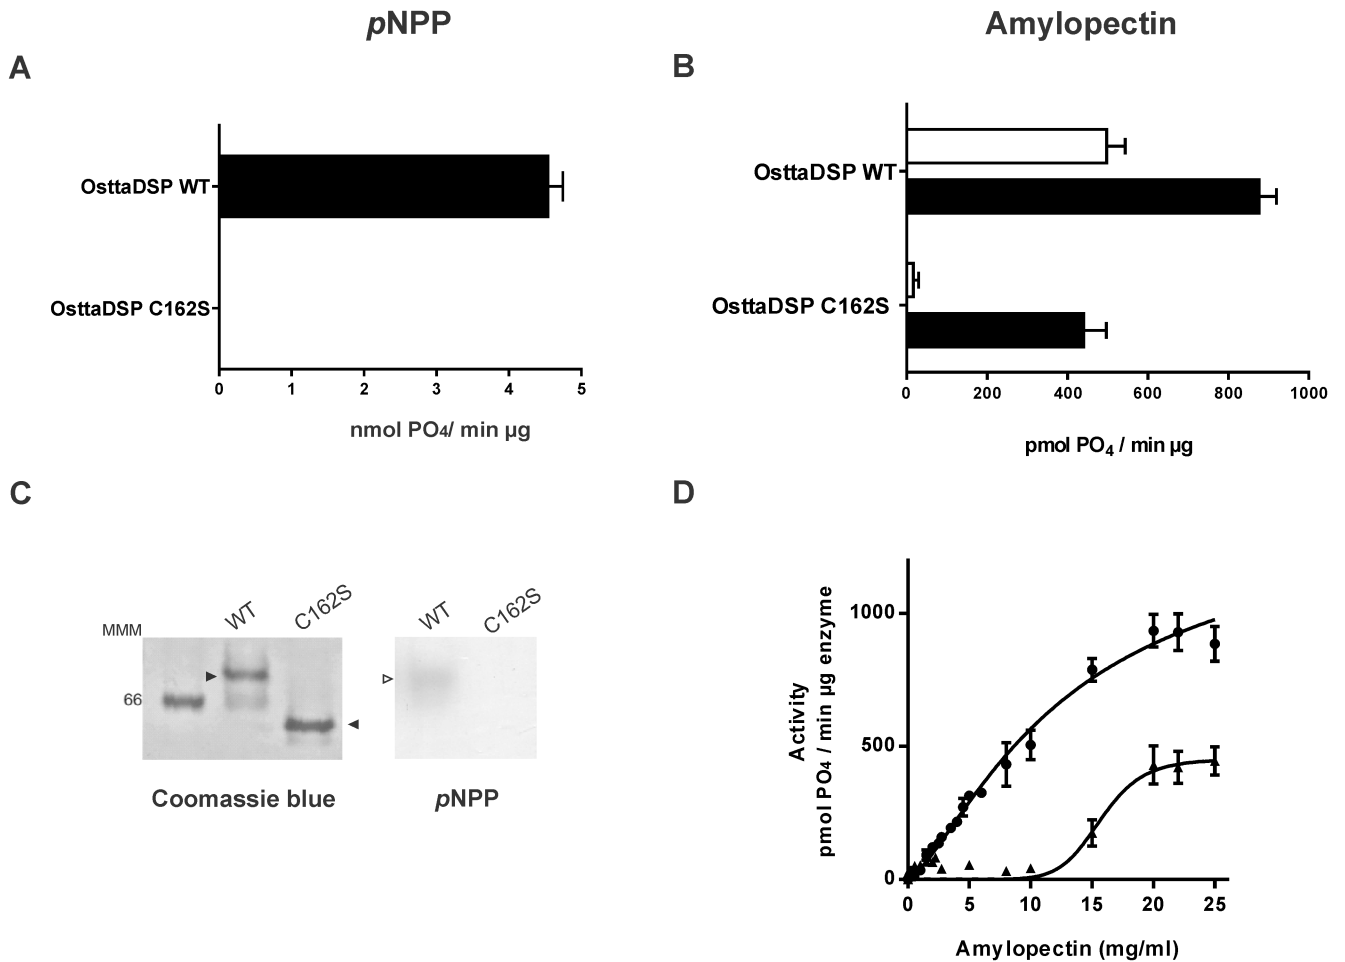 pNPP
Amylopectin
A
B
OsttaDSP WT
OsttaDSP C162S
0 1 2 3 4 5
nmol PO4/ min µg
OsttaDSP WT
OsttaDSP C162S
0 200 400 600 800 1000
pmol PO4 / min µg
C
D
MMM
WT
C162S
66
Coomassie blue
WT
C162S
pNPP
Activity
pmol PO4 / min µg enzyme
1000
500
0
0 5 10 15 20 25
Amylopectin (mg/ml)